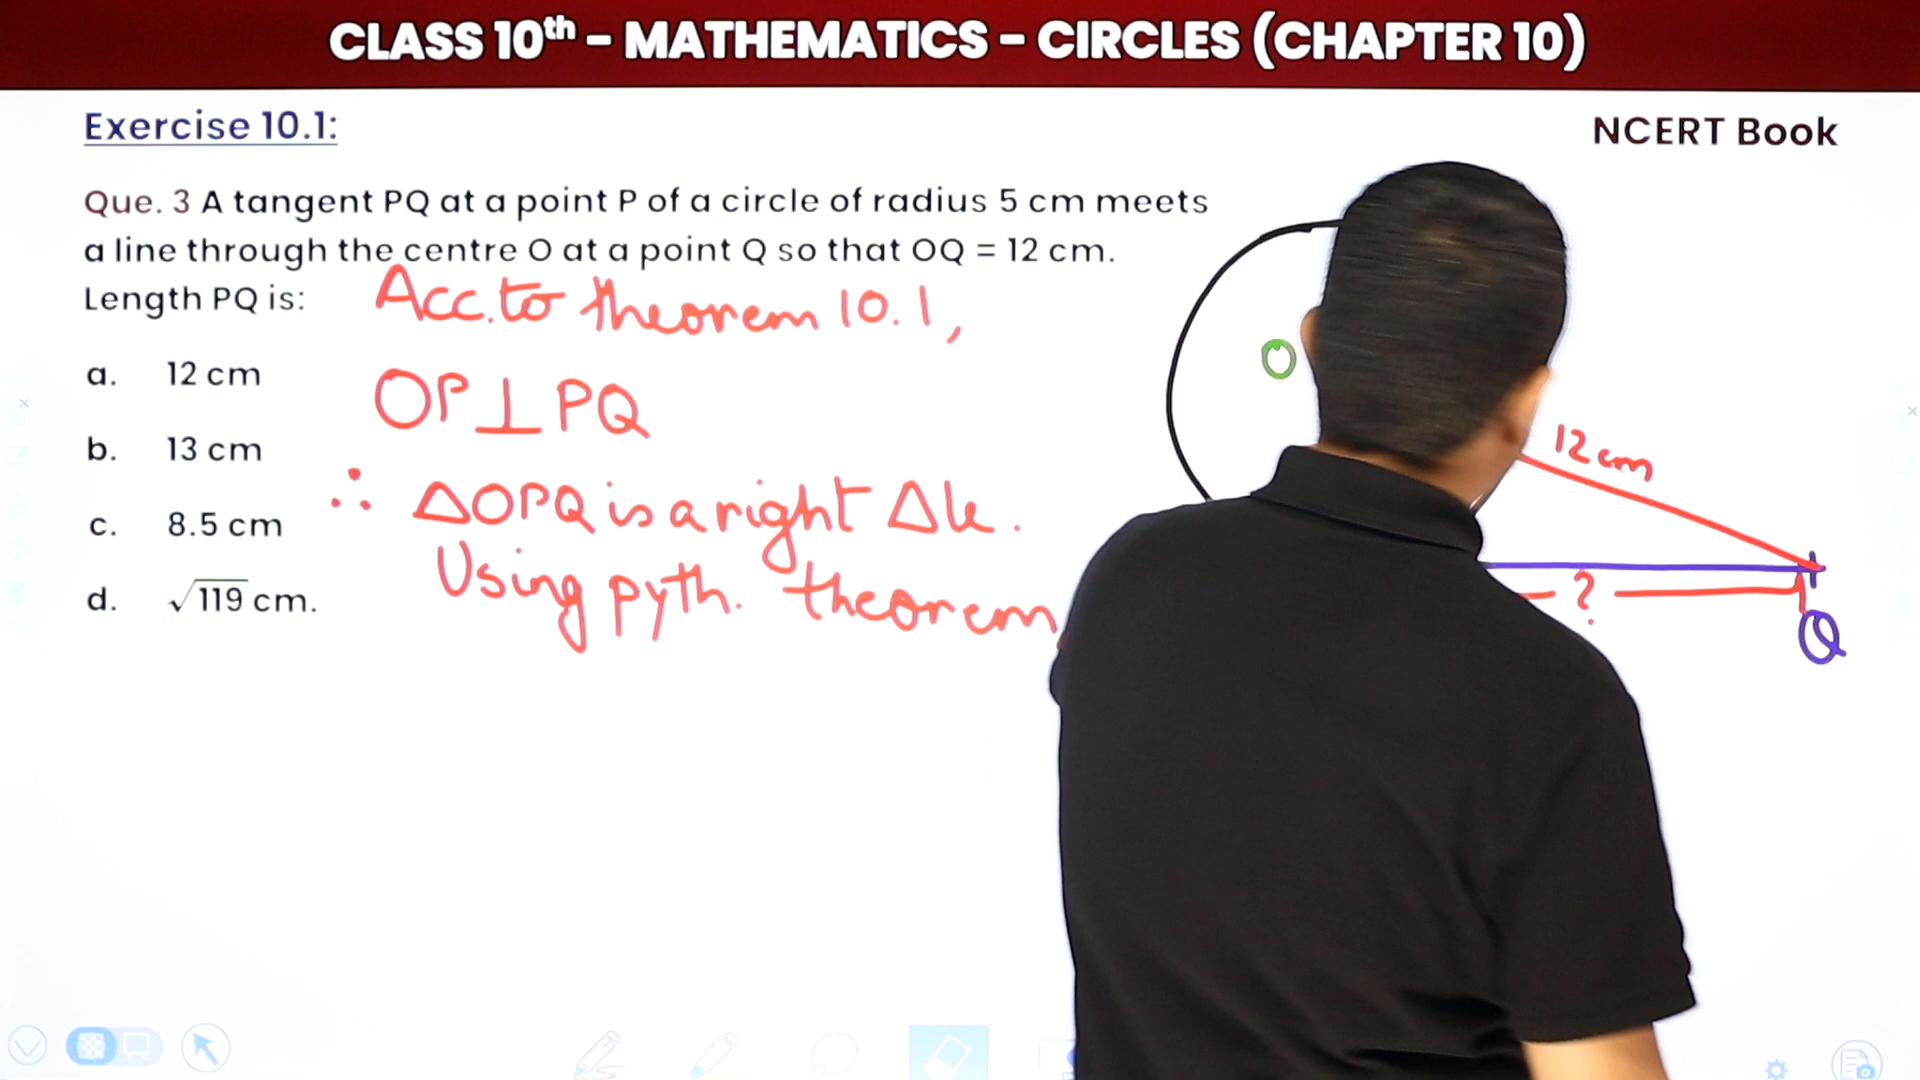 CLASS 10th - MATHEMATICS - CIRCLES (CHAPTER 10)
Exercise 10.1:
NCERT Book
Que. 3 A tangent PQ at a point P of a circle of radius 5 cm meets
a line through the centre O at a point Q so that OQ = 12 cm.
Length PQ is:
a. 12 cm
b. 13 cm
c. 8.5 cm
d. √119 cm.
Acc. to theorem 10.1,
OP ⊥ PQ
∴ ΔOPQ is a right Δle.
Using pyth. theorem
O
12 cm
?
Q